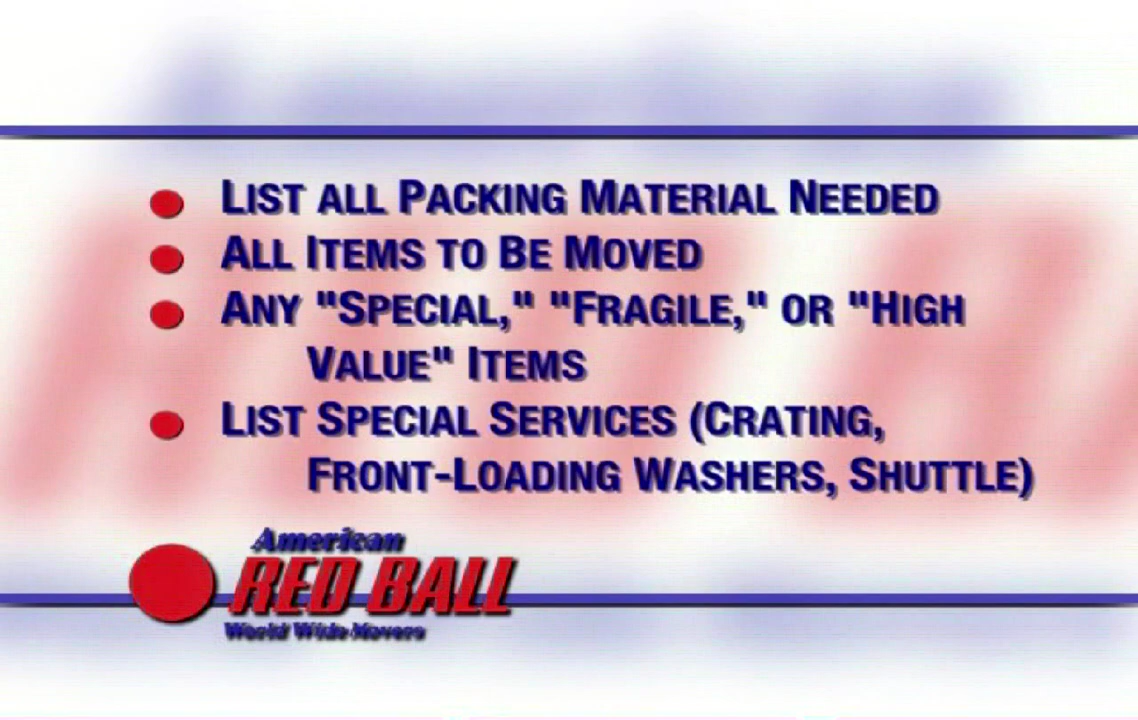 LIST ALL PACKING MATERIAL NEEDED
ALL ITEMS TO BE MOVED
ANY "SPECIAL," "FRAGILE," OR "HIGH
VALUE" ITEMS
LIST SPECIAL SERVICES (CRATING,
FRONT-LOADING WASHERS, SHUTTLE)
American
RED BALL
World Wide Movers